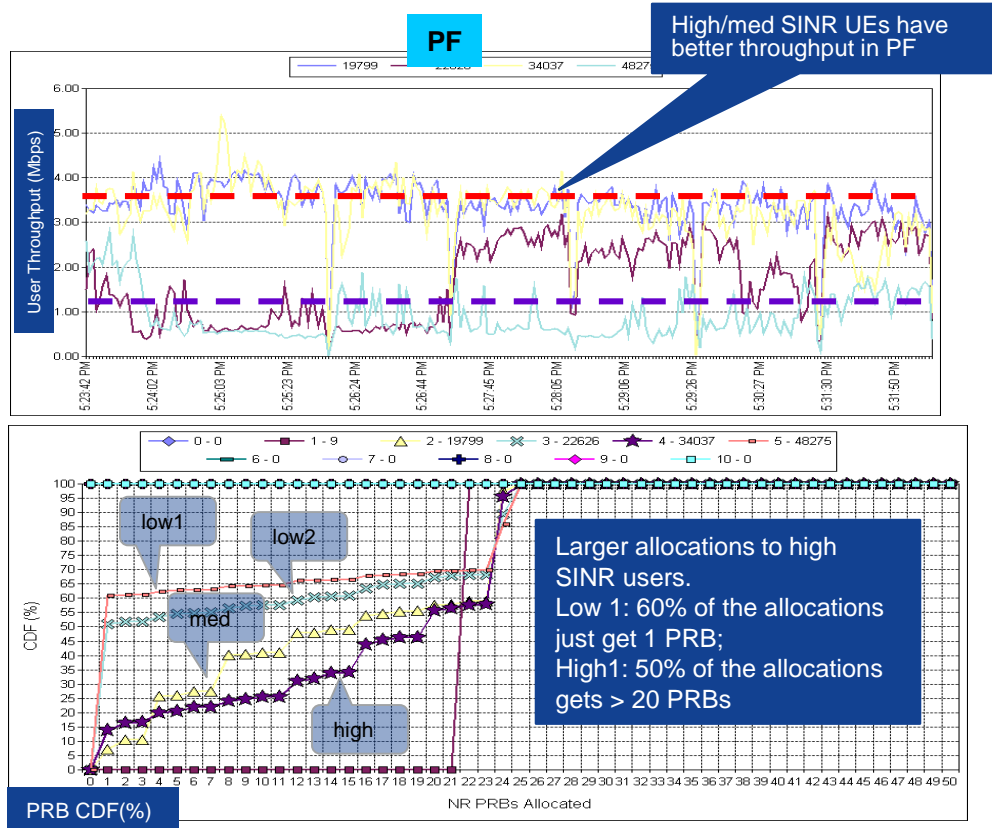 PF
High/med SINR UEs have
better throughput in PF
19799
34037
User Throughput (Mbps)
6.00
5.00
4.00
3.00
2.00
1.00
0.00
5:23:42 PM
5:24:02 PM
5:25:03 PM
5:25:23 PM
5:26:24 PM
5:26:44 PM
5:27:45 PM
5:28:05 PM
5:29:06 PM
5:29:26 PM
5:30:27 PM
5:31:30 PM
5:31:50 PM
0 - 0
1 - 9
2 - 19799
3 - 22626
4 - 34037
5 - 48275
6 - 0
7 - 0
8 - 0
9 - 0
10 - 0
CDF (%)
100
95
90
85
80
75
70
65
60
55
50
45
40
35
30
25
20
15
10
5
0
low1
low2
med
high
Larger allocations to high
SINR users.
Low 1: 60% of the allocations
just get 1 PRB;
High1: 50% of the allocations
gets > 20 PRBs
0 1 2 3 4 5 6 7 8 9 10 11 12 13 14 15 16 17 18 19 20 21 22 23 24 25 26 27 28 29 30 31 32 33 34 35 36 37 38 39 40 41 42 43 44 45 46 47 48 49 50
NR PRBs Allocated
PRB CDF(%)